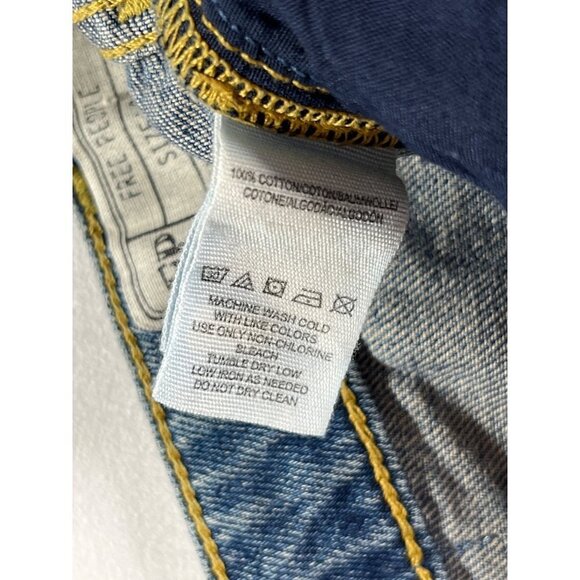 FREE PEOPLE
SIZE
100% COTTON/COTON/BAUMWOLLE/
COTONE/ALGODÃO/ALGODÓN
MACHINE WASH COLD
WITH LIKE COLORS
USE ONLY NON-CHLORINE
BLEACH
TUMBLE DRY LOW
LOW IRON AS NEEDED
DO NOT DRY CLEAN